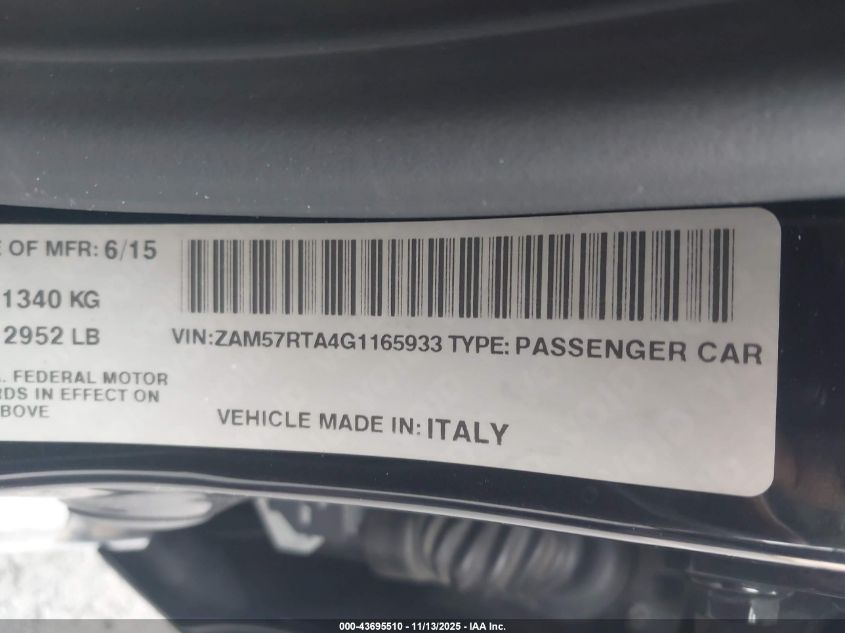 E OF MFR: 6/15
1340 KG
2952 LB
VIN:ZAM57RTA4G1165933 TYPE: PASSENGER CAR
. FEDERAL MOTOR
RDS IN EFFECT ON
BOVE
VEHICLE MADE IN: ITALY
000-43695510 - 11/13/2025 - IAA Inc.